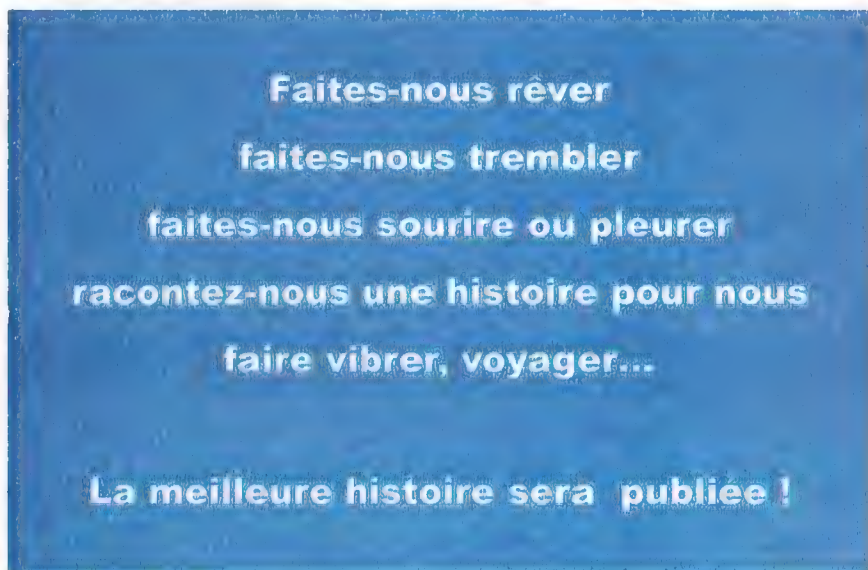 Faites-nous rêver
faites-nous trembler
faites-nous sourire ou pleurer
racontez-nous une histoire pour nous
faire vibrer, voyager...
La meilleure histoire sera publiée !